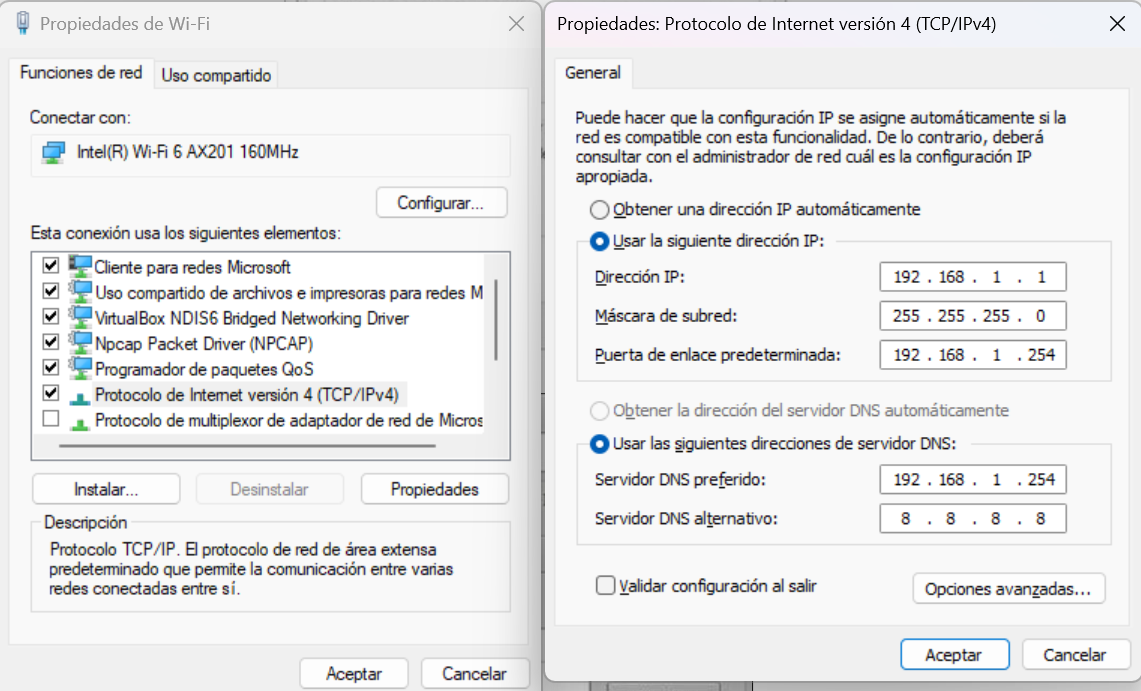 Propiedades de Wi-Fi
Funciones de red
Uso compartido
Conectar con:
Intel(R) Wi-Fi 6 AX201 160MHz
Configurar...
Esta conexión usa los siguientes elementos:
Cliente para redes Microsoft
Uso compartido de archivos e impresoras para redes M
VirtualBox NDIS6 Bridged Networking Driver
Npcap Packet Driver (NPCAP)
Programador de paquetes QoS
Protocolo de Internet versión 4 (TCP/IPv4)
Protocolo de multiplexor de adaptador de red de Micros
Instalar...
Desinstalar
Propiedades
Descripción
Protocolo TCP/IP. El protocolo de red de área extensa
predeterminado que permite la comunicación entre varias
redes conectadas entre sí.
Aceptar
Cancelar
Propiedades: Protocolo de Internet versión 4 (TCP/IPv4)
General
Puede hacer que la configuración IP se asigne automáticamente si la
red es compatible con esta funcionalidad. De lo contrario, deberá
consultar con el administrador de red cuál es la configuración IP
apropiada.
Obtener una dirección IP automáticamente
Usar la siguiente dirección IP:
Dirección IP:
192 . 168 . 1 . 1
Máscara de subred:
255 . 255 . 255 . 0
Puerta de enlace predeterminada:
192 . 168 . 1 . 254
Obtener la dirección del servidor DNS automáticamente
Usar las siguientes direcciones de servidor DNS:
Servidor DNS preferido:
192 . 168 . 1 . 254
Servidor DNS alternativo:
8 . 8 . 8 . 8
Validar configuración al salir
Opciones avanzadas...
Aceptar
Cancelar